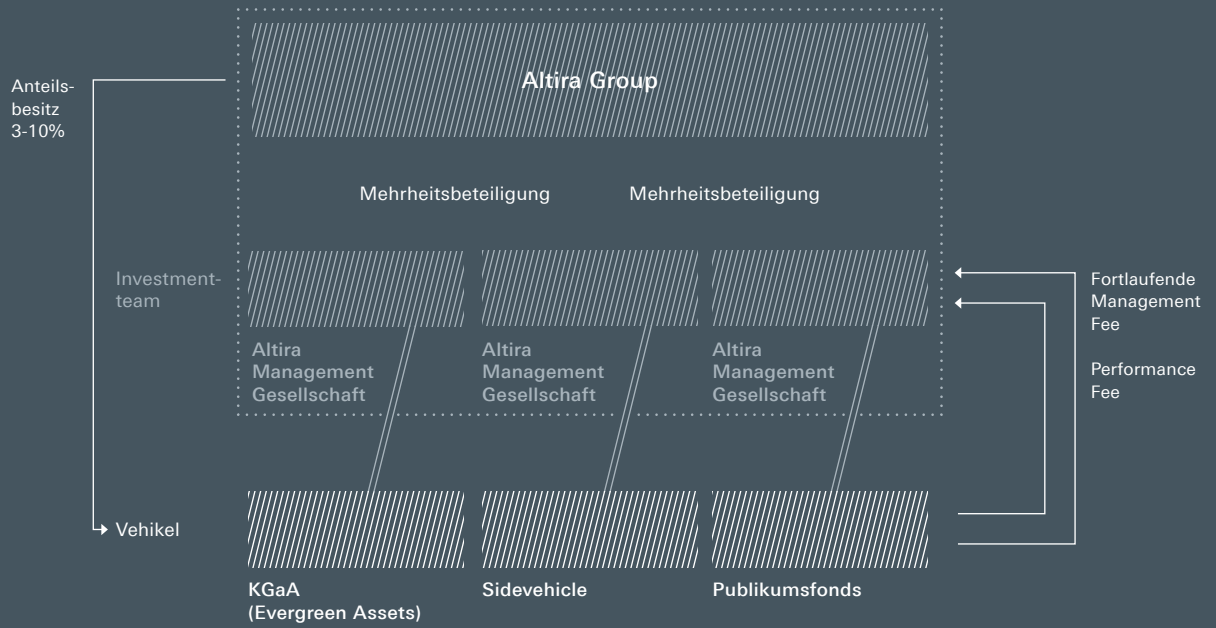 Altira Group
Anteils-
besitz
3-10%
Mehrheitsbeteiligung
Mehrheitsbeteiligung
Investment-
team
Fortlaufende
Management
Fee
Performance
Fee
Altira
Management
Gesellschaft
Altira
Management
Gesellschaft
Altira
Management
Gesellschaft
Vehikel
KGaA
(Evergreen Assets)
Sidevehicle
Publikumsfonds